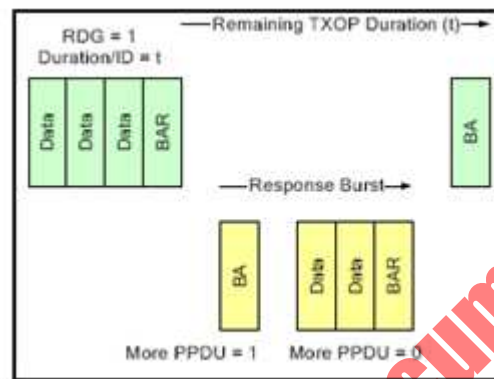 RDG = 1
Duration/ID = t
Remaining TXOP Duration (t)
Data
Data
Data
BAR
BA
Response Burst
BA
Data
Data
BAR
More PPDU = 1
More PPDU = 0